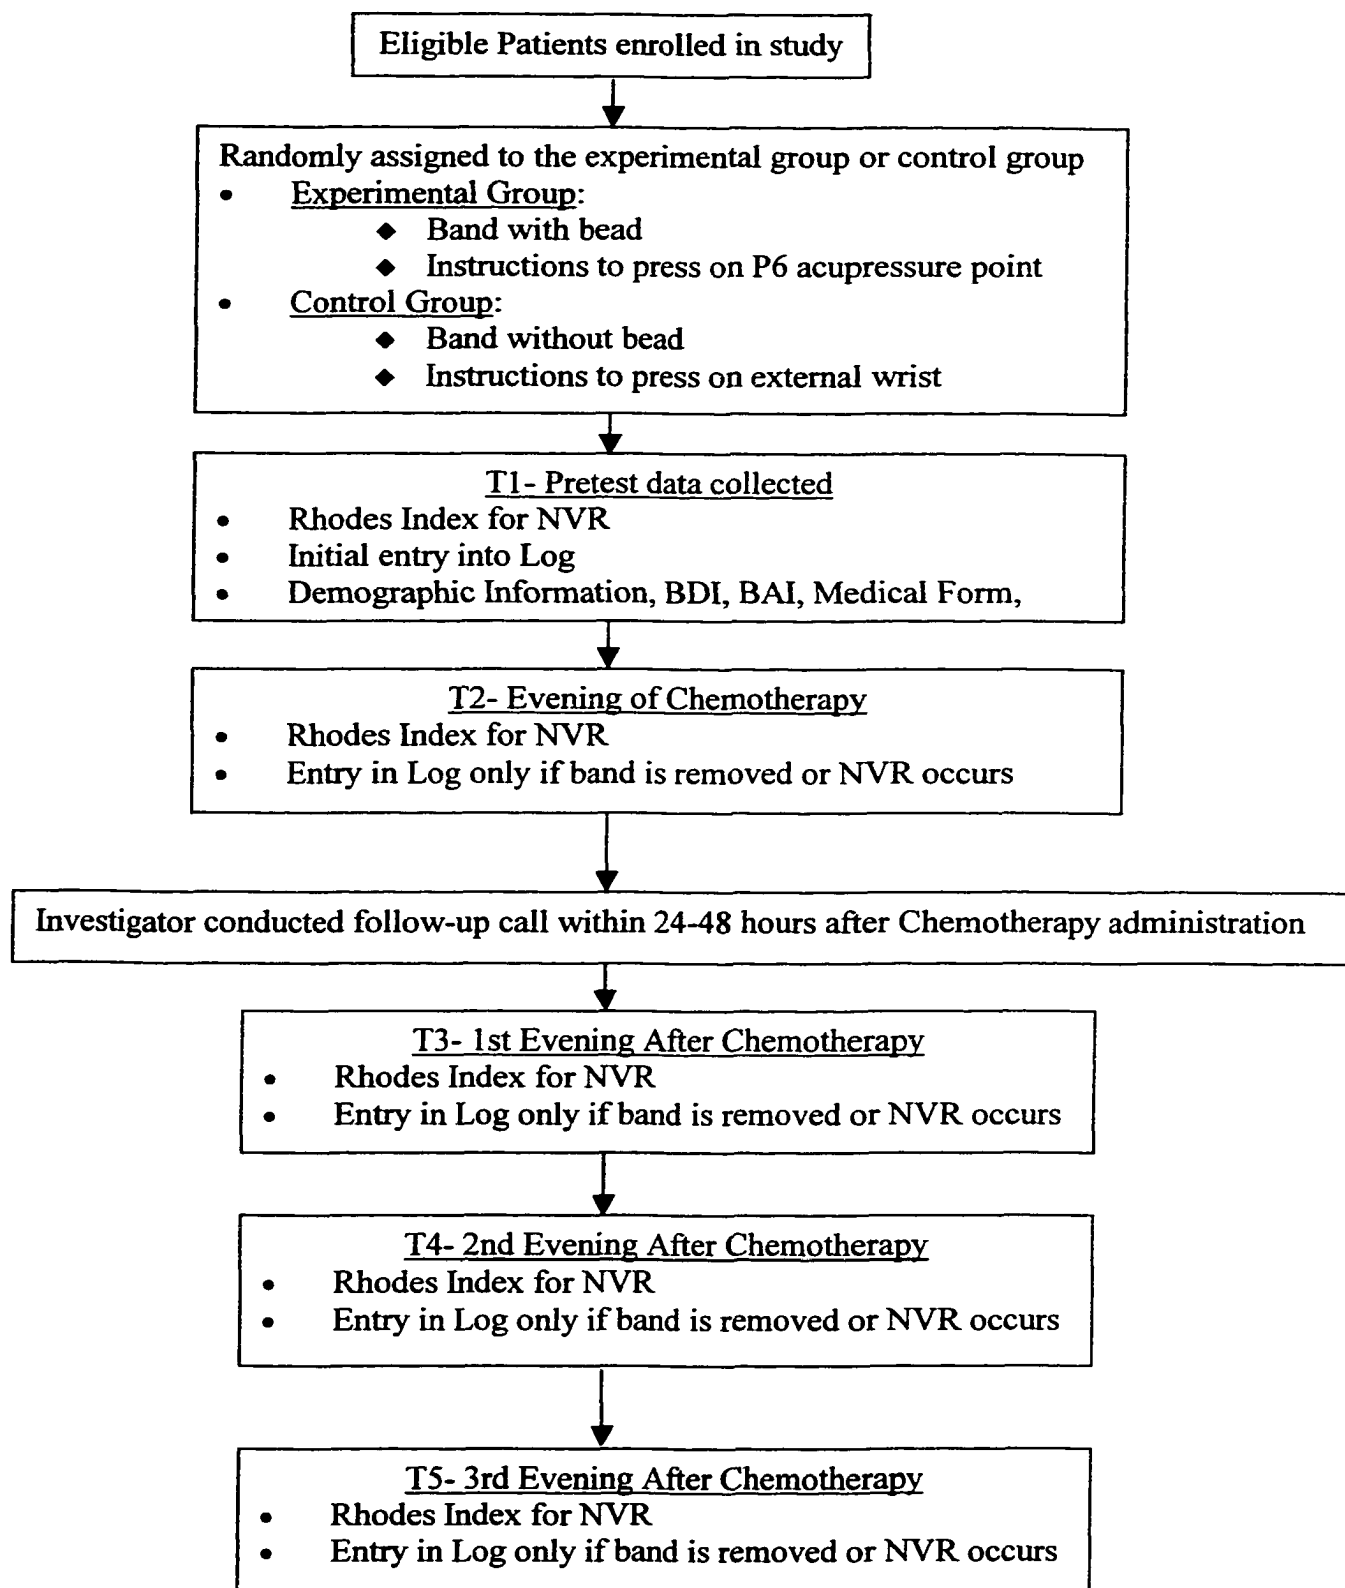 Eligible Patients enrolled in study
Randomly assigned to the experimental group or control group
• Experimental Group:
◆ Band with bead
◆ Instructions to press on P6 acupressure point
• Control Group:
◆ Band without bead
◆ Instructions to press on external wrist
T1- Pretest data collected
• Rhodes Index for NVR
• Initial entry into Log
• Demographic Information, BDI, BAI, Medical Form,
T2- Evening of Chemotherapy
• Rhodes Index for NVR
• Entry in Log only if band is removed or NVR occurs
Investigator conducted follow-up call within 24-48 hours after Chemotherapy administration
T3- 1st Evening After Chemotherapy
• Rhodes Index for NVR
• Entry in Log only if band is removed or NVR occurs
T4- 2nd Evening After Chemotherapy
• Rhodes Index for NVR
• Entry in Log only if band is removed or NVR occurs
T5- 3rd Evening After Chemotherapy
• Rhodes Index for NVR
• Entry in Log only if band is removed or NVR occurs